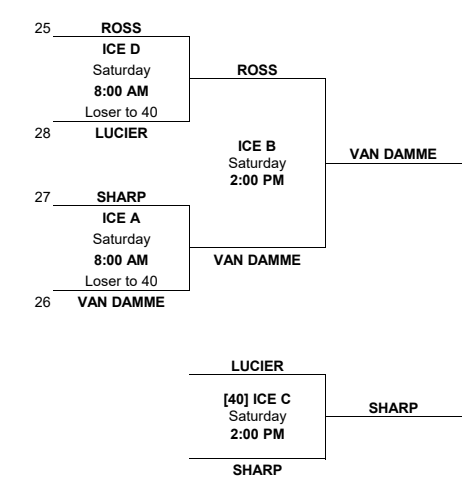 25 ROSS
ICE D
Saturday
8:00 AM
Loser to 40
28 LUCIER
ROSS
ICE B
Saturday
2:00 PM
VAN DAMME
27 SHARP
ICE A
Saturday
8:00 AM
Loser to 40
26 VAN DAMME
VAN DAMME
LUCIER
[40] ICE C
Saturday
2:00 PM
SHARP
SHARP